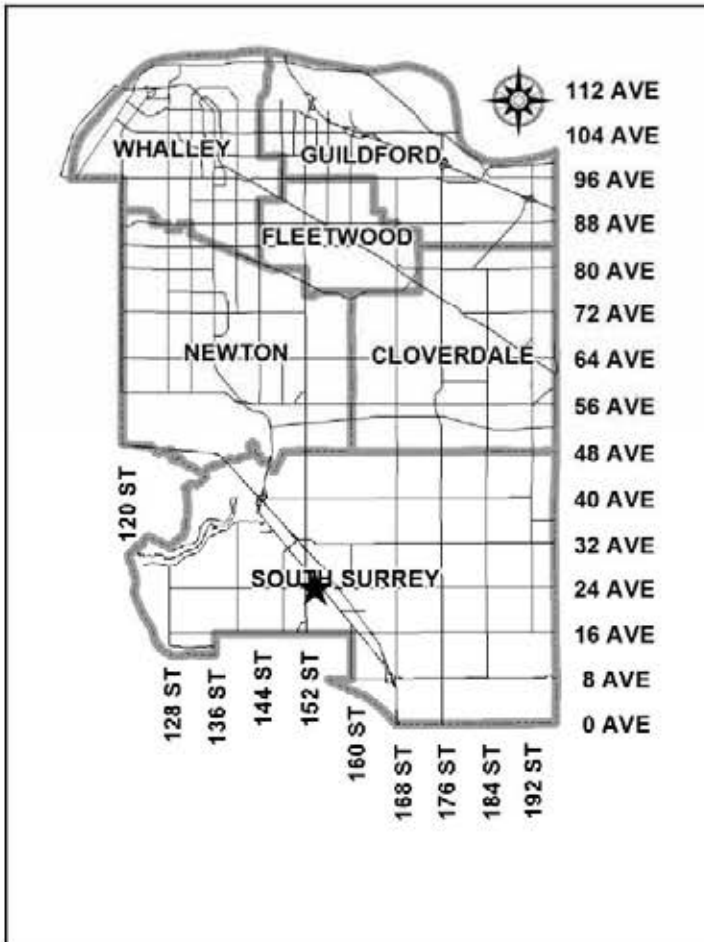 112 AVE
104 AVE
WHALLEY
GUILDFORD
96 AVE
88 AVE
FLEETWOOD
80 AVE
72 AVE
NEWTON
CLOVERDALE
64 AVE
56 AVE
48 AVE
120 ST
40 AVE
32 AVE
SOUTH SURREY
24 AVE
16 AVE
8 AVE
0 AVE
128 ST
136 ST
144 ST
152 ST
160 ST
168 ST
176 ST
184 ST
192 ST